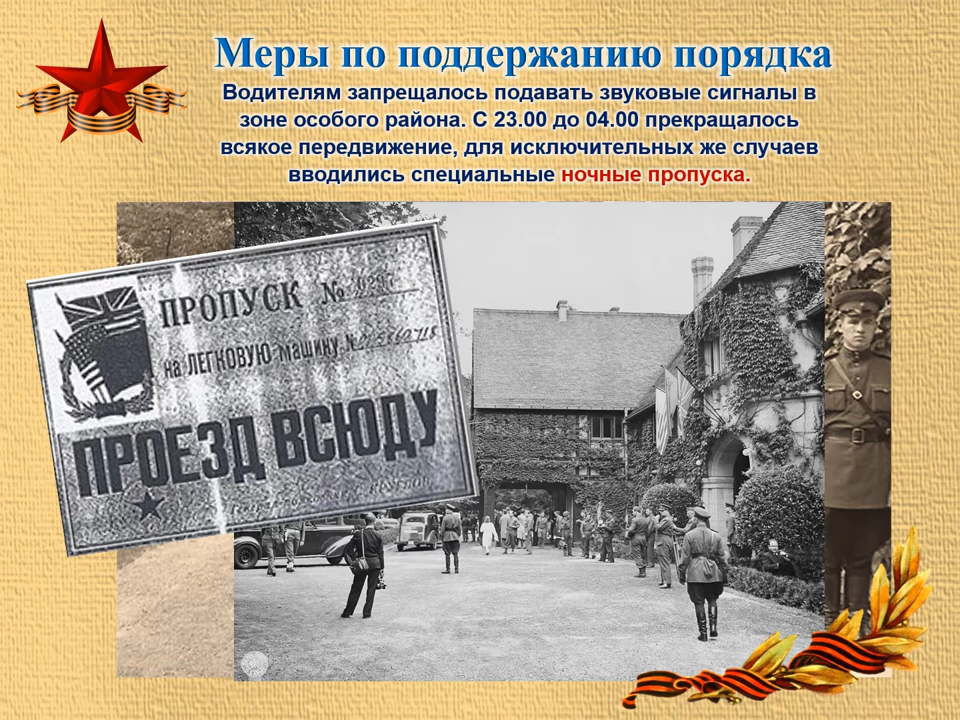 Меры по поддержанию порядка
Водителям запрещалось подавать звуковые сигналы в
зоне особого района. С 23.00 до 04.00 прекращалось
всякое передвижение, для исключительных же случаев
вводились специальные ночные пропуска.
ПРОПУСК №
на ЛЕГКОВУЮ машину №
ПРОЕЗД ВСЮДУ